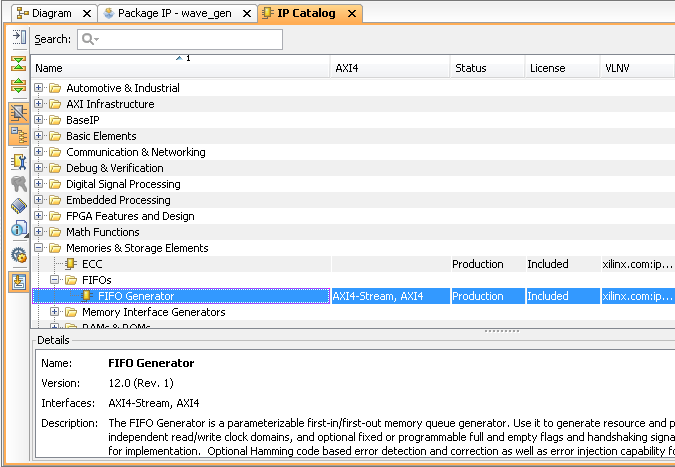 Diagram Package IP - wave_gen IP Catalog
Search:
Name 1 AXI4 Status License VLNV
Automotive & Industrial
AXI Infrastructure
BaseIP
Basic Elements
Communication & Networking
Debug & Verification
Digital Signal Processing
Embedded Processing
FPGA Features and Design
Math Functions
Memories & Storage Elements
ECC Production Included xilinx.com:ip...
FIFOs
FIFO Generator AXI4-Stream, AXI4 Production Included xilinx.com:ip...
Memory Interface Generators
RAMs & ROMs
Details
Name: FIFO Generator
Version: 12.0 (Rev. 1)
Interfaces: AXI4-Stream, AXI4
Description: The FIFO Generator is a parameterizable first-in/first-out memory queue generator. Use it to generate resource and p
independent read/write clock domains, and optional fixed or programmable full and empty flags and handshaking signa
for implementation. Optional Hamming code based error detection and correction as well as error injection capability fo